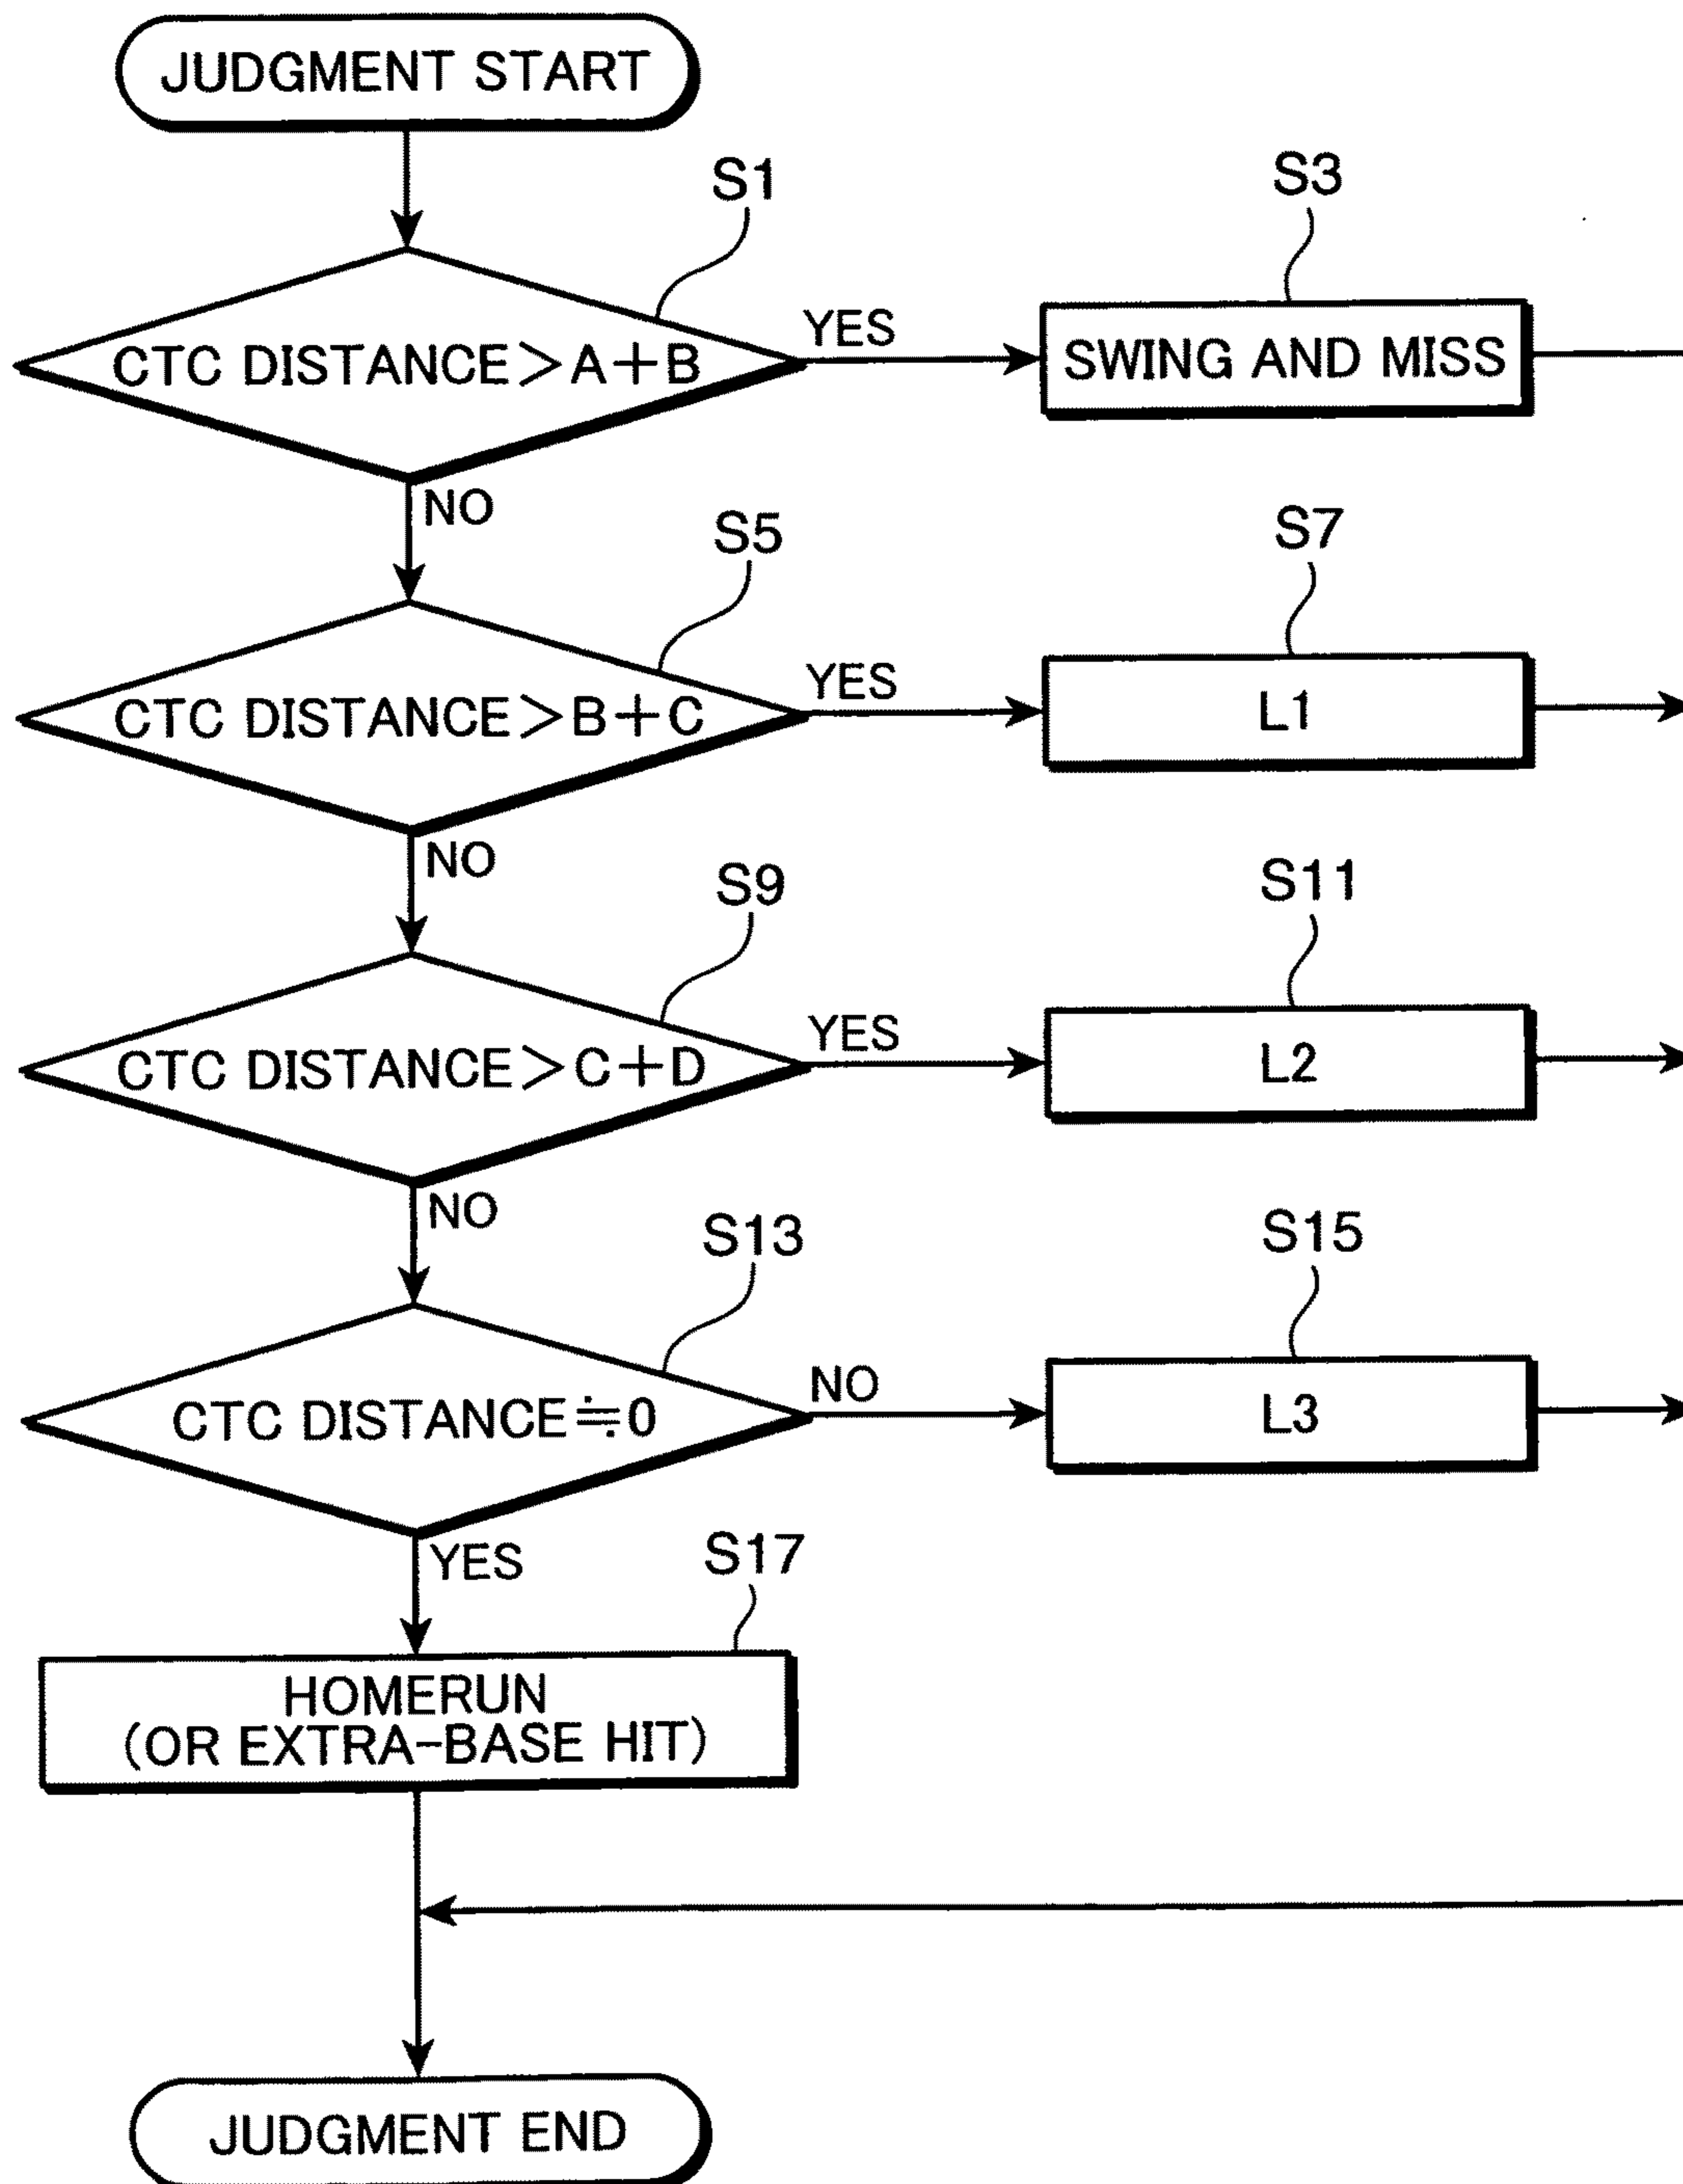 JUDGMENT START
S1
S3
CTC DISTANCE>A+B
YES
SWING AND MISS
NO
S5
S7
CTC DISTANCE>B+C
YES
L1
NO
S9
S11
CTC DISTANCE>C+D
YES
L2
NO
S13
S15
CTC DISTANCE≒0
NO
L3
YES
S17
HOMERUN
(OR EXTRA-BASE HIT)
JUDGMENT END